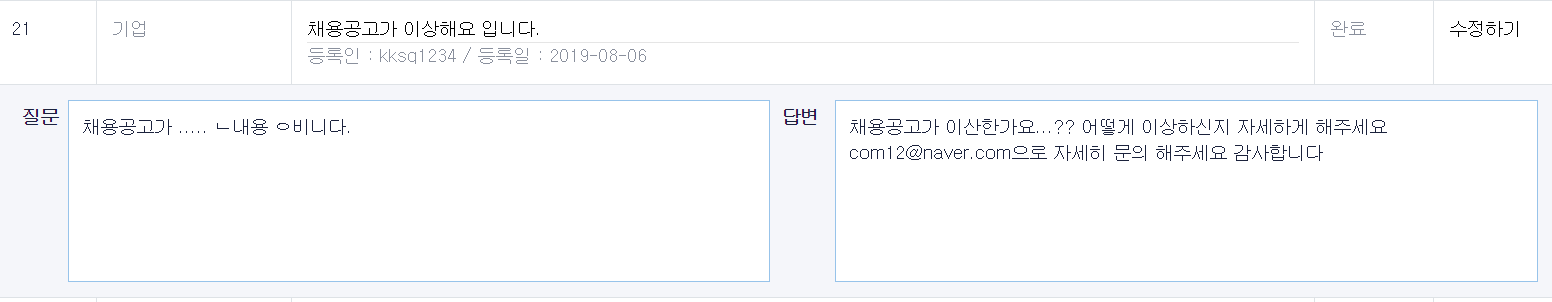 21 기업 채용공고가 이상해요 입니다. 완료 수정하기
등록인 : kksq1234 / 등록일 : 2019-08-06
질문 채용공고가 ..... ㄴ내용 ㅇ비니다. 답변 채용공고가 이산한가요...?? 어떻게 이상하신지 자세하게 해주세요
com12@naver.com으로 자세히 문의 해주세요 감사합니다